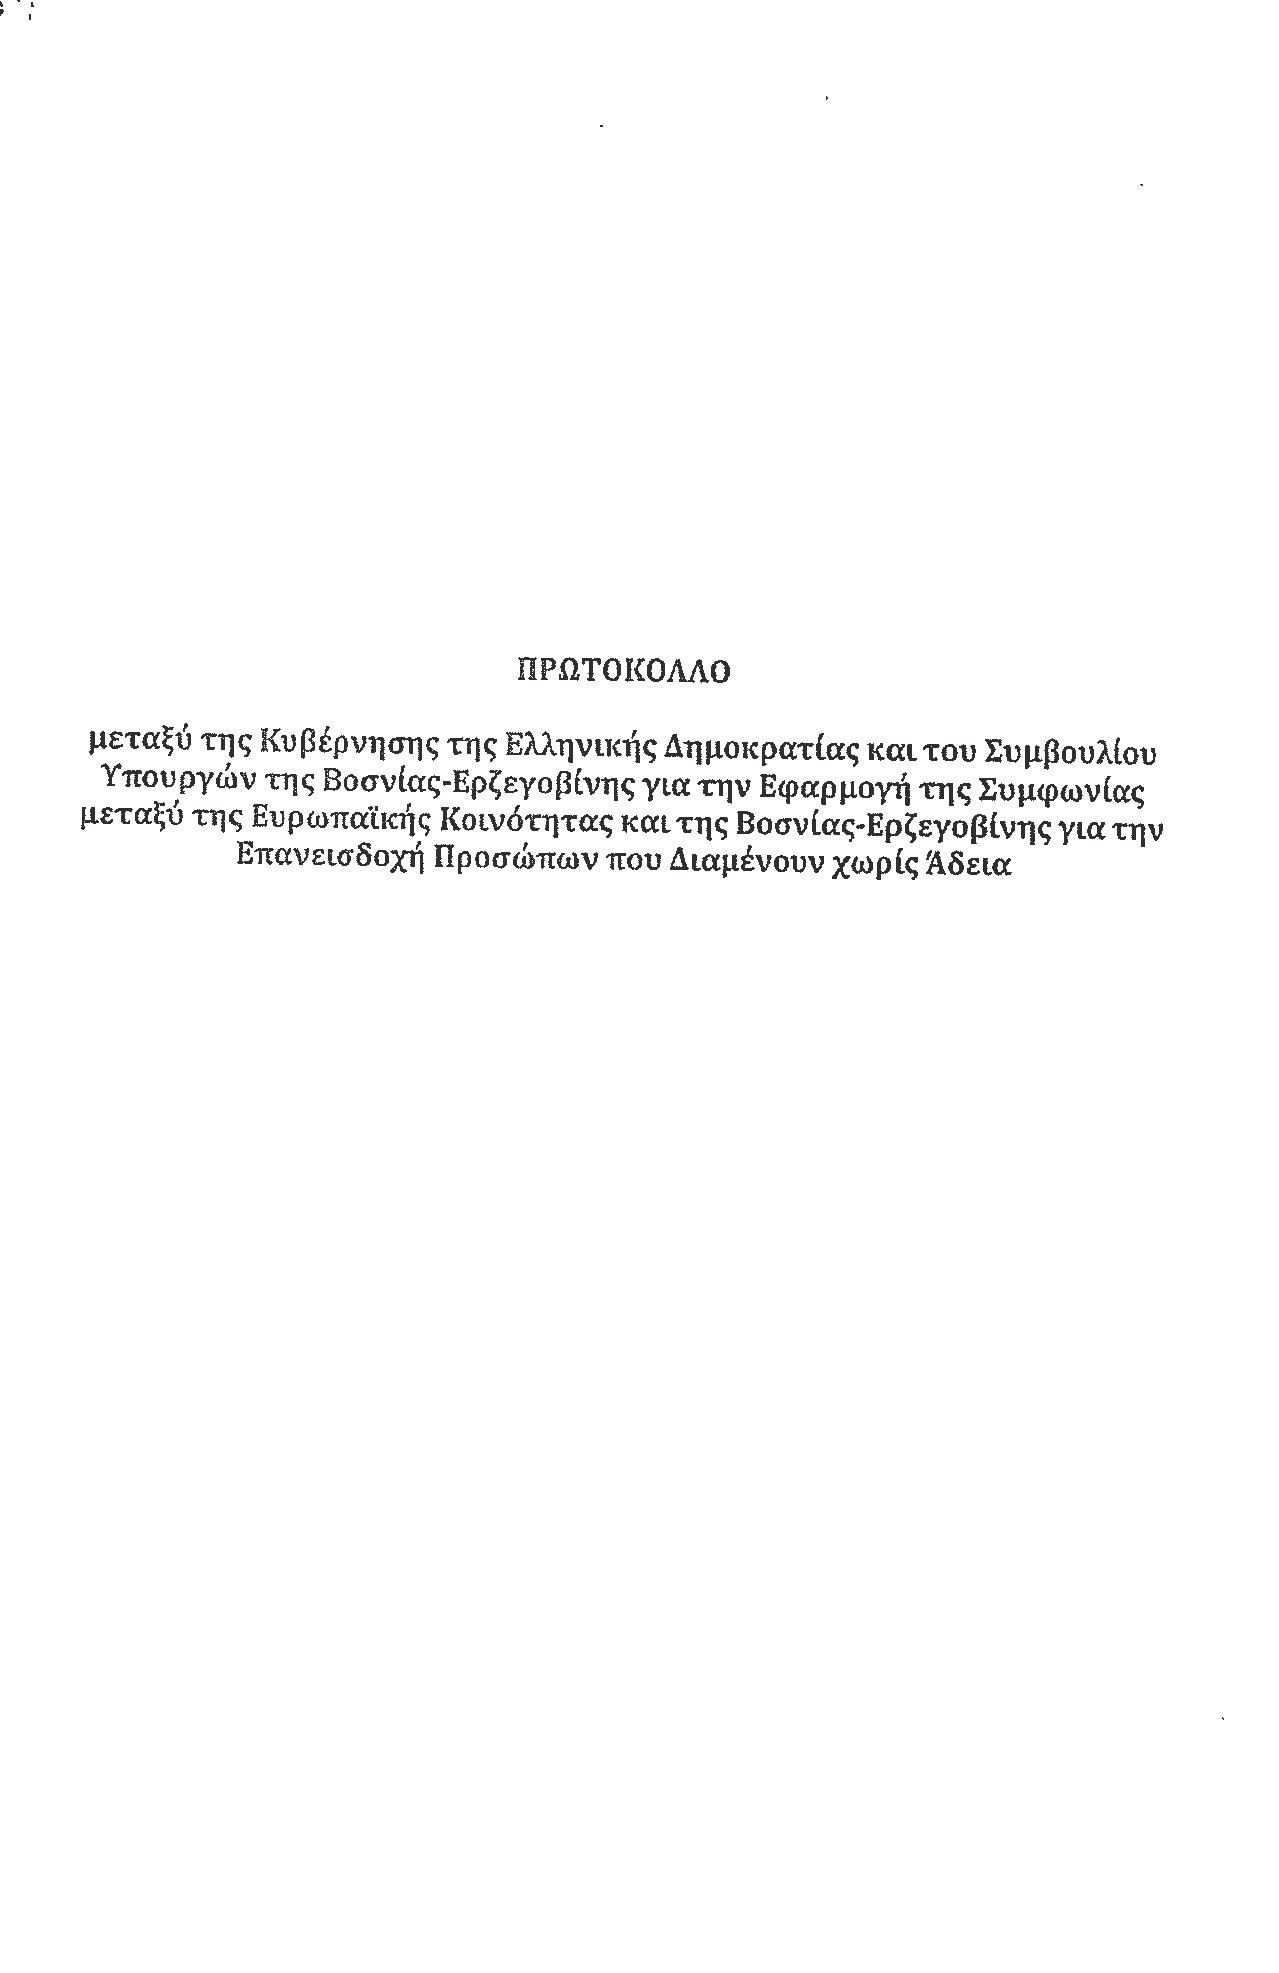 ΠΡΩΤΟΚΟΛΛΟ
μεταξύ της Κυβέρνησης της Ελληνικής Δημοκρατίας και του Συμβουλίου
Υπουργών της Βοσνίας-Ερζεγοβίνης για την Εφαρμογή της Συμφωνίας
μεταξύ της Ευρωπαϊκής Κοινότητας και της Βοσνίας-Ερζεγοβίνης για την
Επανεισδοχή Προσώπων που Διαμένουν χωρίς Άδεια